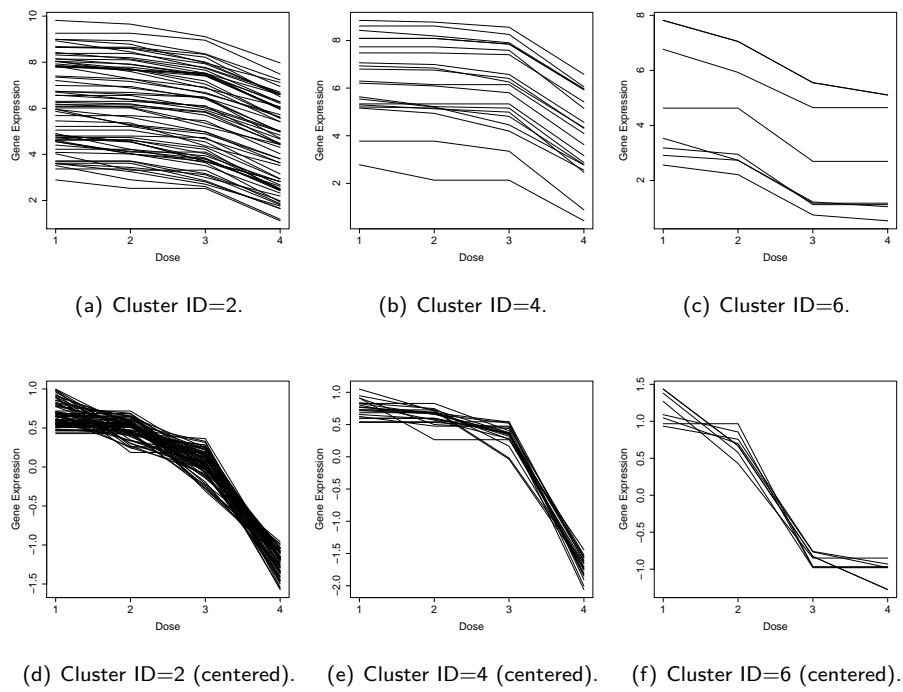 Gene Expression
10
8
6
4
2
1 2 3 4
Dose
(a) Cluster ID=2.
Gene Expression
8
6
4
2
1 2 3 4
Dose
(b) Cluster ID=4.
Gene Expression
8
6
4
2
1 2 3 4
Dose
(c) Cluster ID=6.
Gene Expression
1.0
0.5
0.0
−0.5
−1.0
−1.5
1 2 3 4
Dose
(d) Cluster ID=2 (centered).
Gene Expression
1.0
0.5
0.0
−0.5
−1.0
−1.5
−2.0
1 2 3 4
Dose
(e) Cluster ID=4 (centered).
Gene Expression
1.5
1.0
0.5
0.0
−0.5
−1.0
1 2 3 4
Dose
(f) Cluster ID=6 (centered).